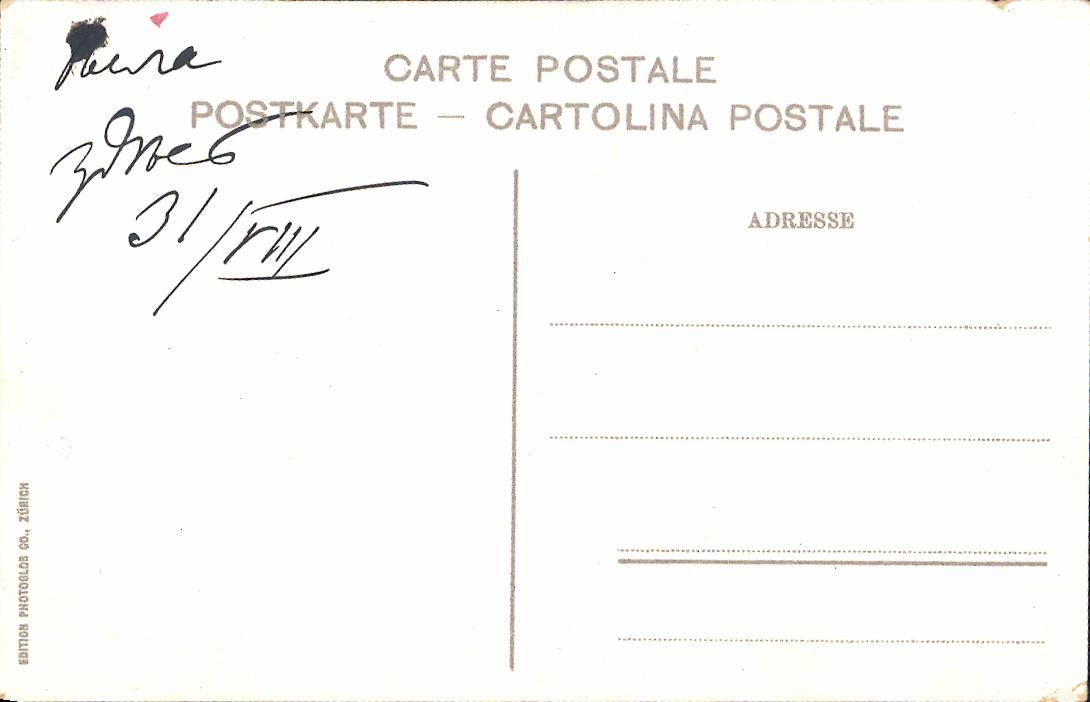 CARTE POSTALE
POSTKARTE — CARTOLINA POSTALE
31/VIII
ADRESSE
EDITION PHOTOGLOB CO., ZÜRICH